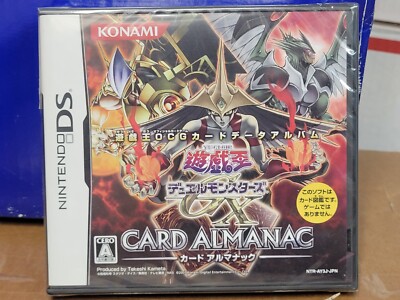 KONAMI
NINTENDO DS
遊戯王OCGカードデータアルバム
遊☆戯☆王
デュエルモンスターズ
GX
CARD ALMANAC
カード アルマナック
このソフトは
カード図鑑です。
ゲームでは
ありません。
CERO
A
Produced by Takashi Kamata
NTR-AY3J-JPN